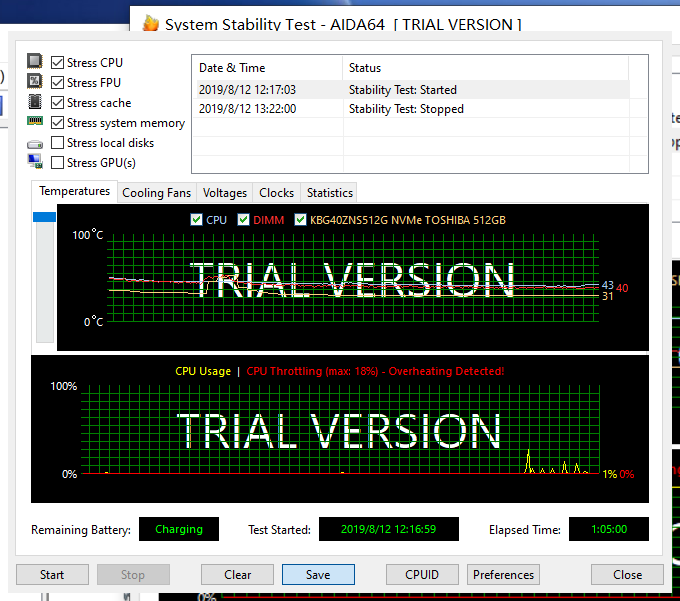 System Stability Test - AIDA64 [ TRIAL VERSION ]
Stress CPU
Stress FPU
Stress cache
Stress system memory
Stress local disks
Stress GPU(s)
Date & Time Status
2019/8/12 12:17:03 Stability Test: Started
2019/8/12 13:22:00 Stability Test: Stopped
Temperatures Cooling Fans Voltages Clocks Statistics
CPU DIMM KBG40ZNS512G NVMe TOSHIBA 512GB
100°C
TRIAL VERSION
43
40
31
0°C
CPU Usage | CPU Throttling (max: 18%) - Overheating Detected!
100%
TRIAL VERSION
0% 1% 0%
Remaining Battery: Charging Test Started: 2019/8/12 12:16:59 Elapsed Time: 1:05:00
Start Stop Clear Save CPUID Preferences Close
0%